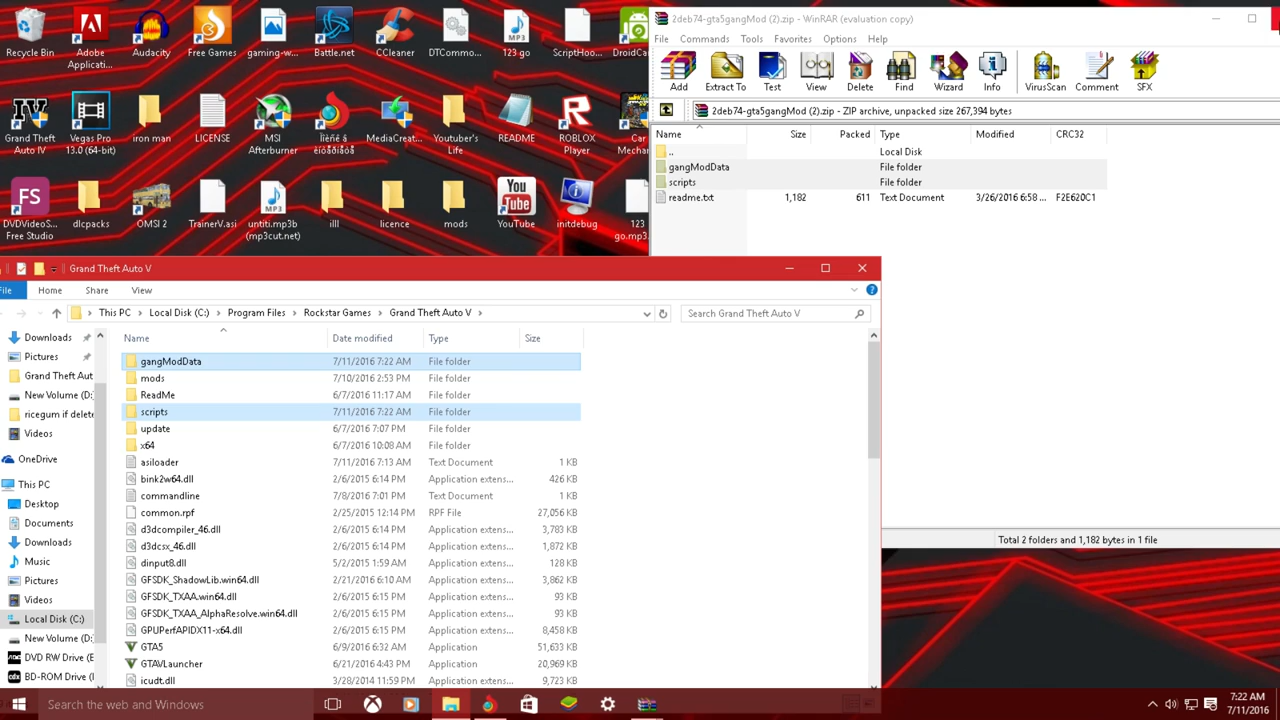 Recycle Bin
Adobe Applicati...
Audacity
Free Games
gaming-w...
Battle.net
CCleaner
DTCommo...
123 go
ScriptHoo...
DroidCa
Grand Theft Auto IV
Vegas Pro 13.0 (64-bit)
iron man
LICENSE
MSI Afterburner
MediaCreat...
Youtuber's Life
README
ROBLOX Player
Car
Mechan
DVDVideoS... Free Studio
dlcpacks
OMSI 2
TrainerV.asi
untiti.mp3b (mp3cut.net)
illl
licence
mods
YouTube
initdebug
123
go.mp3
2deb74-gta5gangMod (2).zip - WinRAR (evaluation copy)
File Commands Tools Favorites Options Help
Add Extract To Test View Delete Find Wizard Info VirusScan Comment SFX
2deb74-gta5gangMod (2).zip - ZIP archive, unpacked size 267,394 bytes
Name Size Packed Type Modified CRC32
.. Local Disk
gangModData File folder
scripts File folder
readme.txt 1,182 611 Text Document 3/26/2016 6:58 ... F2E620C1
Total 2 folders and 1,182 bytes in 1 file
Grand Theft Auto V
File Home Share View
This PC > Local Disk (C:) > Program Files > Rockstar Games > Grand Theft Auto V >
Search Grand Theft Auto V
Downloads
Pictures
Grand Theft Aut
New Volume (D:
ricegum if delete
Videos
OneDrive
This PC
Desktop
Documents
Downloads
Music
Pictures
Videos
Local Disk (C:)
New Volume (D:
DVD RW Drive (E
BD-ROM Drive (
Name Date modified Type Size
gangModData 7/11/2016 7:22 AM File folder
mods 7/10/2016 2:53 PM File folder
ReadMe 6/7/2016 11:17 AM File folder
scripts 7/11/2016 7:22 AM File folder
update 6/7/2016 7:07 PM File folder
x64 6/7/2016 10:08 AM File folder
asiloader 7/11/2016 7:13 AM Text Document 1 KB
bink2w64.dll 2/6/2015 6:14 PM Application extens... 426 KB
commandline 7/8/2016 7:01 PM Text Document 1 KB
common.rpf 2/25/2015 12:14 PM RPF File 27,056 KB
d3dcompiler_46.dll 2/6/2015 6:14 PM Application extens... 3,783 KB
d3dcsx_46.dll 2/6/2015 6:14 PM Application extens... 1,872 KB
dinput8.dll 5/2/2015 1:59 AM Application extens... 128 KB
GFSDK_ShadowLib.win64.dll 2/21/2016 6:10 AM Application extens... 3,862 KB
GFSDK_TXAA.win64.dll 2/6/2015 6:15 PM Application extens... 93 KB
GFSDK_TXAA_AlphaResolve.win64.dll 2/6/2015 6:15 PM Application extens... 93 KB
GPUPerfAPIDX11-x64.dll 2/6/2015 6:15 PM Application extens... 8,458 KB
GTA5 6/9/2016 6:32 AM Application 51,633 KB
GTAVLauncher 6/21/2016 4:43 PM Application 20,969 KB
icudt.dll 3/28/2014 11:59 PM Application extens... 9,723 KB
Search the web and Windows
7:22 AM
7/11/2016